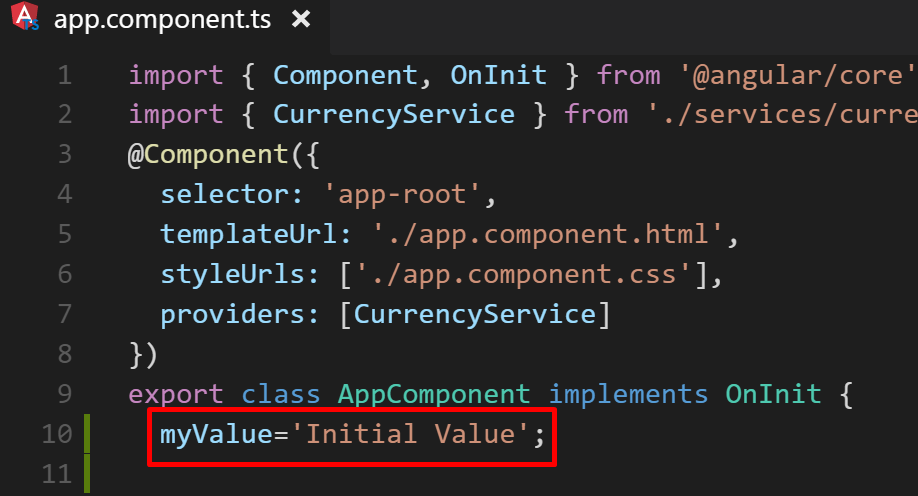 app.component.ts ×
1 import { Component, OnInit } from '@angular/core'
2 import { CurrencyService } from './services/curre
3 @Component({
4 selector: 'app-root',
5 templateUrl: './app.component.html',
6 styleUrls: ['./app.component.css'],
7 providers: [CurrencyService]
8 })
9 export class AppComponent implements OnInit {
10 myValue='Initial Value';
11